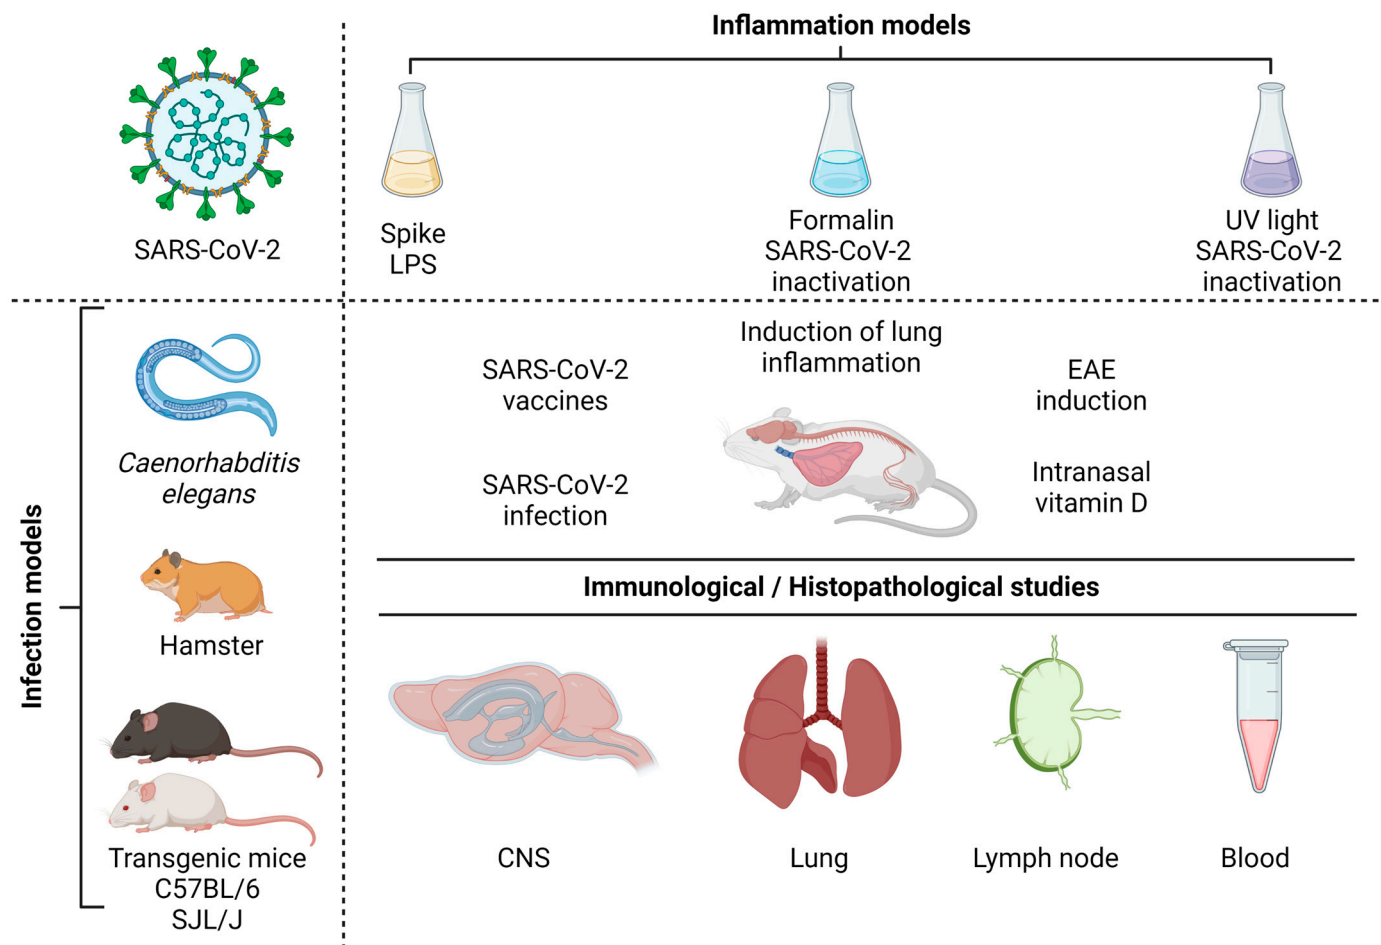 Inflammation models
SARS-CoV-2
Spike
LPS
Formalin
SARS-CoV-2
inactivation
UV light
SARS-CoV-2
inactivation
Infection models
Caenorhabditis
elegans
Hamster
Transgenic mice
C57BL/6
SJL/J
SARS-CoV-2
vaccines
SARS-CoV-2
infection
Induction of lung
inflammation
EAE
induction
Intranasal
vitamin D
Immunological / Histopathological studies
CNS
Lung
Lymph node
Blood